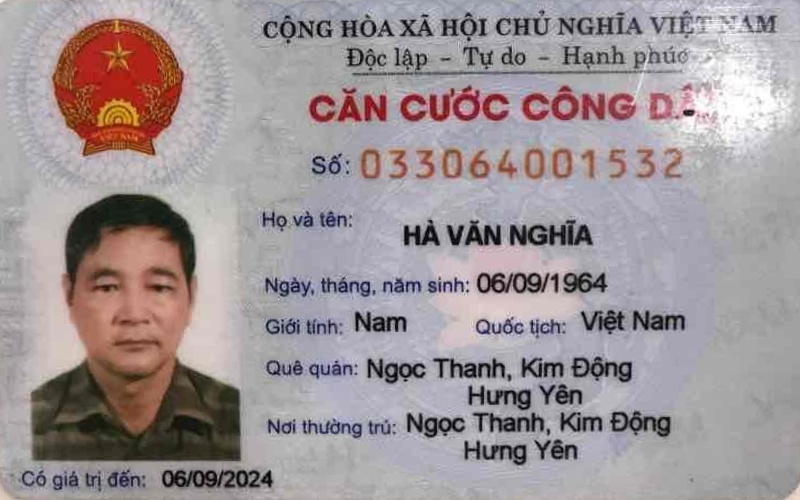 CỘNG HÒA XÃ HỘI CHỦ NGHĨA VIỆT NAM
Độc lập - Tự do - Hạnh phúc
CĂN CƯỚC CÔNG DÂN
Số: 033064001532
Họ và tên: HÀ VĂN NGHĨA
Ngày, tháng, năm sinh: 06/09/1964
Giới tính: Nam Quốc tịch: Việt Nam
Quê quán: Ngọc Thanh, Kim Động
Hưng Yên
Nơi thường trú: Ngọc Thanh, Kim Động
Hưng Yên
Có giá trị đến: 06/09/2024